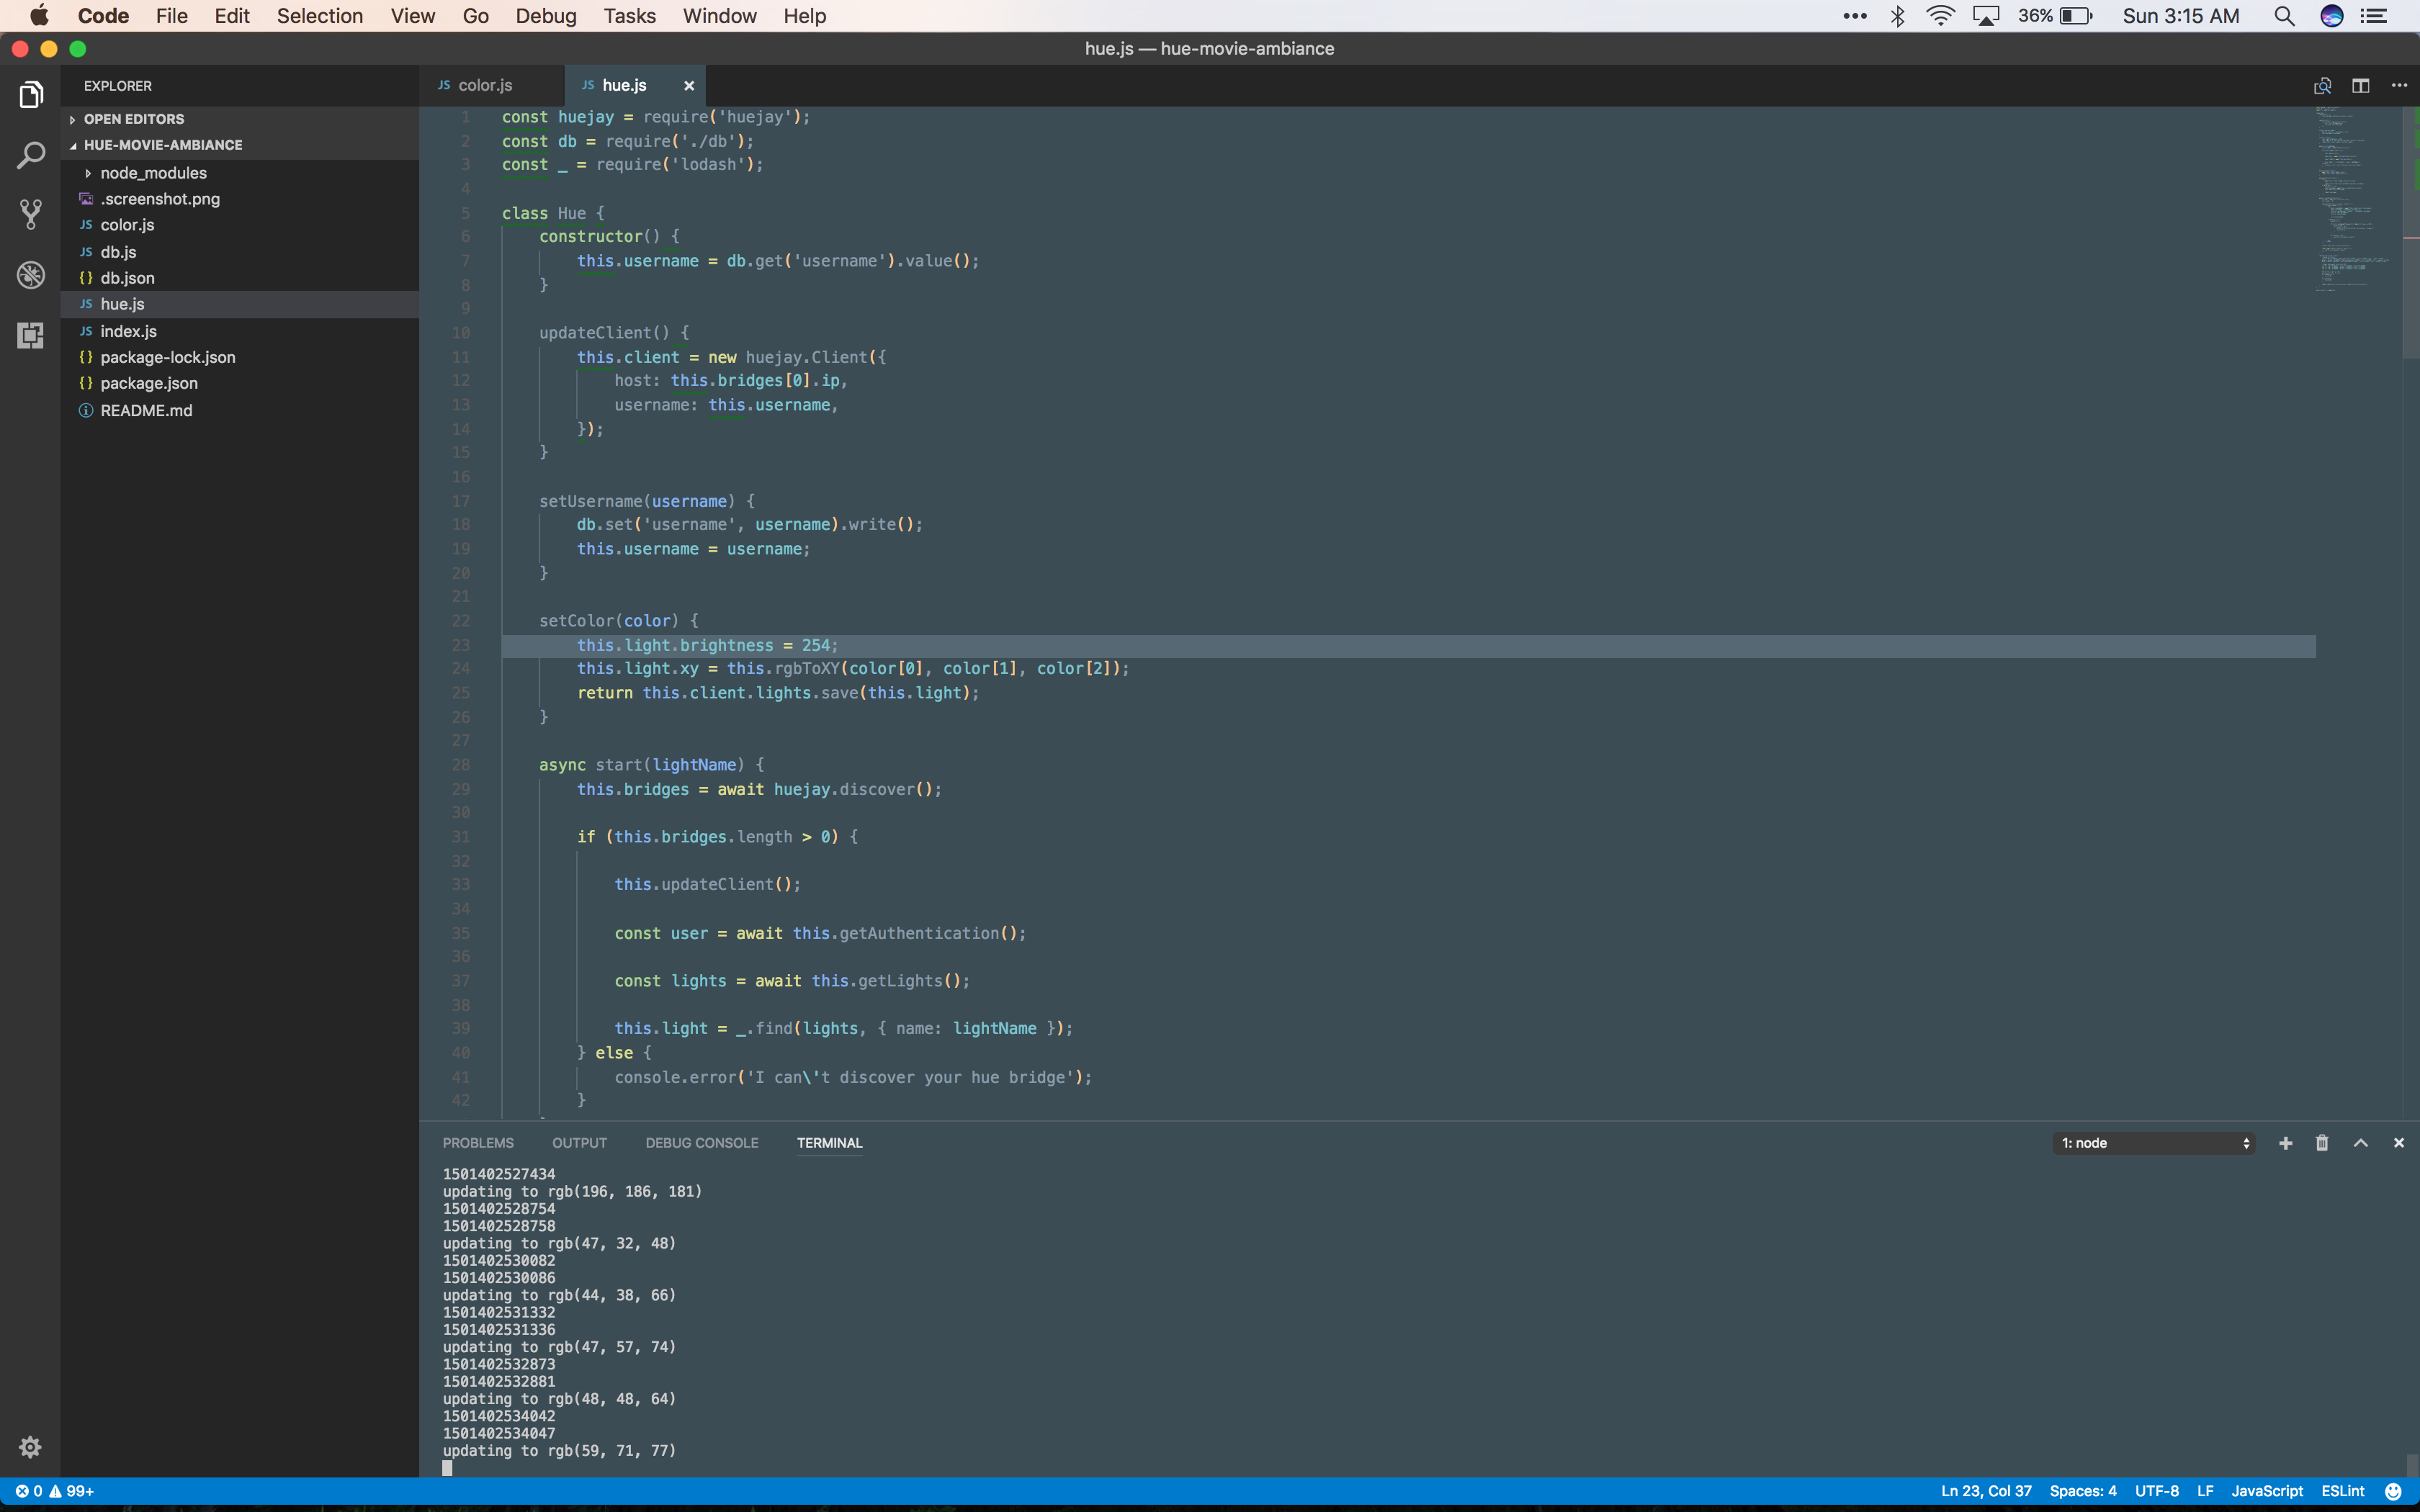 Code File Edit Selection View Go Debug Tasks Window Help 36% Sun 3:15 AM
hue.js — hue-movie-ambiance
EXPLORER
OPEN EDITORS
HUE-MOVIE-AMBIANCE
node_modules
.screenshot.png
JS color.js
JS db.js
{} db.json
JS hue.js
JS index.js
{} package-lock.json
{} package.json
README.md
JS color.js JS hue.js ×
1 const huejay = require('huejay');
2 const db = require('./db');
3 const _ = require('lodash');
4
5 class Hue {
6 constructor() {
7 this.username = db.get('username').value();
8 }
9
10 updateClient() {
11 this.client = new huejay.Client({
12 host: this.bridges[0].ip,
13 username: this.username,
14 });
15 }
16
17 setUsername(username) {
18 db.set('username', username).write();
19 this.username = username;
20 }
21
22 setColor(color) {
23 this.light.brightness = 254;
24 this.light.xy = this.rgbToXY(color[0], color[1], color[2]);
25 return this.client.lights.save(this.light);
26 }
27
28 async start(lightName) {
29 this.bridges = await huejay.discover();
30
31 if (this.bridges.length > 0) {
32
33 this.updateClient();
34
35 const user = await this.getAuthentication();
36
37 const lights = await this.getLights();
38
39 this.light = _.find(lights, { name: lightName });
40 } else {
41 console.error('I can\'t discover your hue bridge');
42 }
PROBLEMS OUTPUT DEBUG CONSOLE TERMINAL 1: node
1501402527434
updating to rgb(196, 186, 181)
1501402528754
1501402528758
updating to rgb(47, 32, 48)
1501402530082
1501402530086
updating to rgb(44, 38, 66)
1501402531332
1501402531336
updating to rgb(47, 57, 74)
1501402532873
1501402532881
updating to rgb(48, 48, 64)
1501402534042
1501402534047
updating to rgb(59, 71, 77)
0 99+ Ln 23, Col 37 Spaces: 4 UTF-8 LF JavaScript ESLint